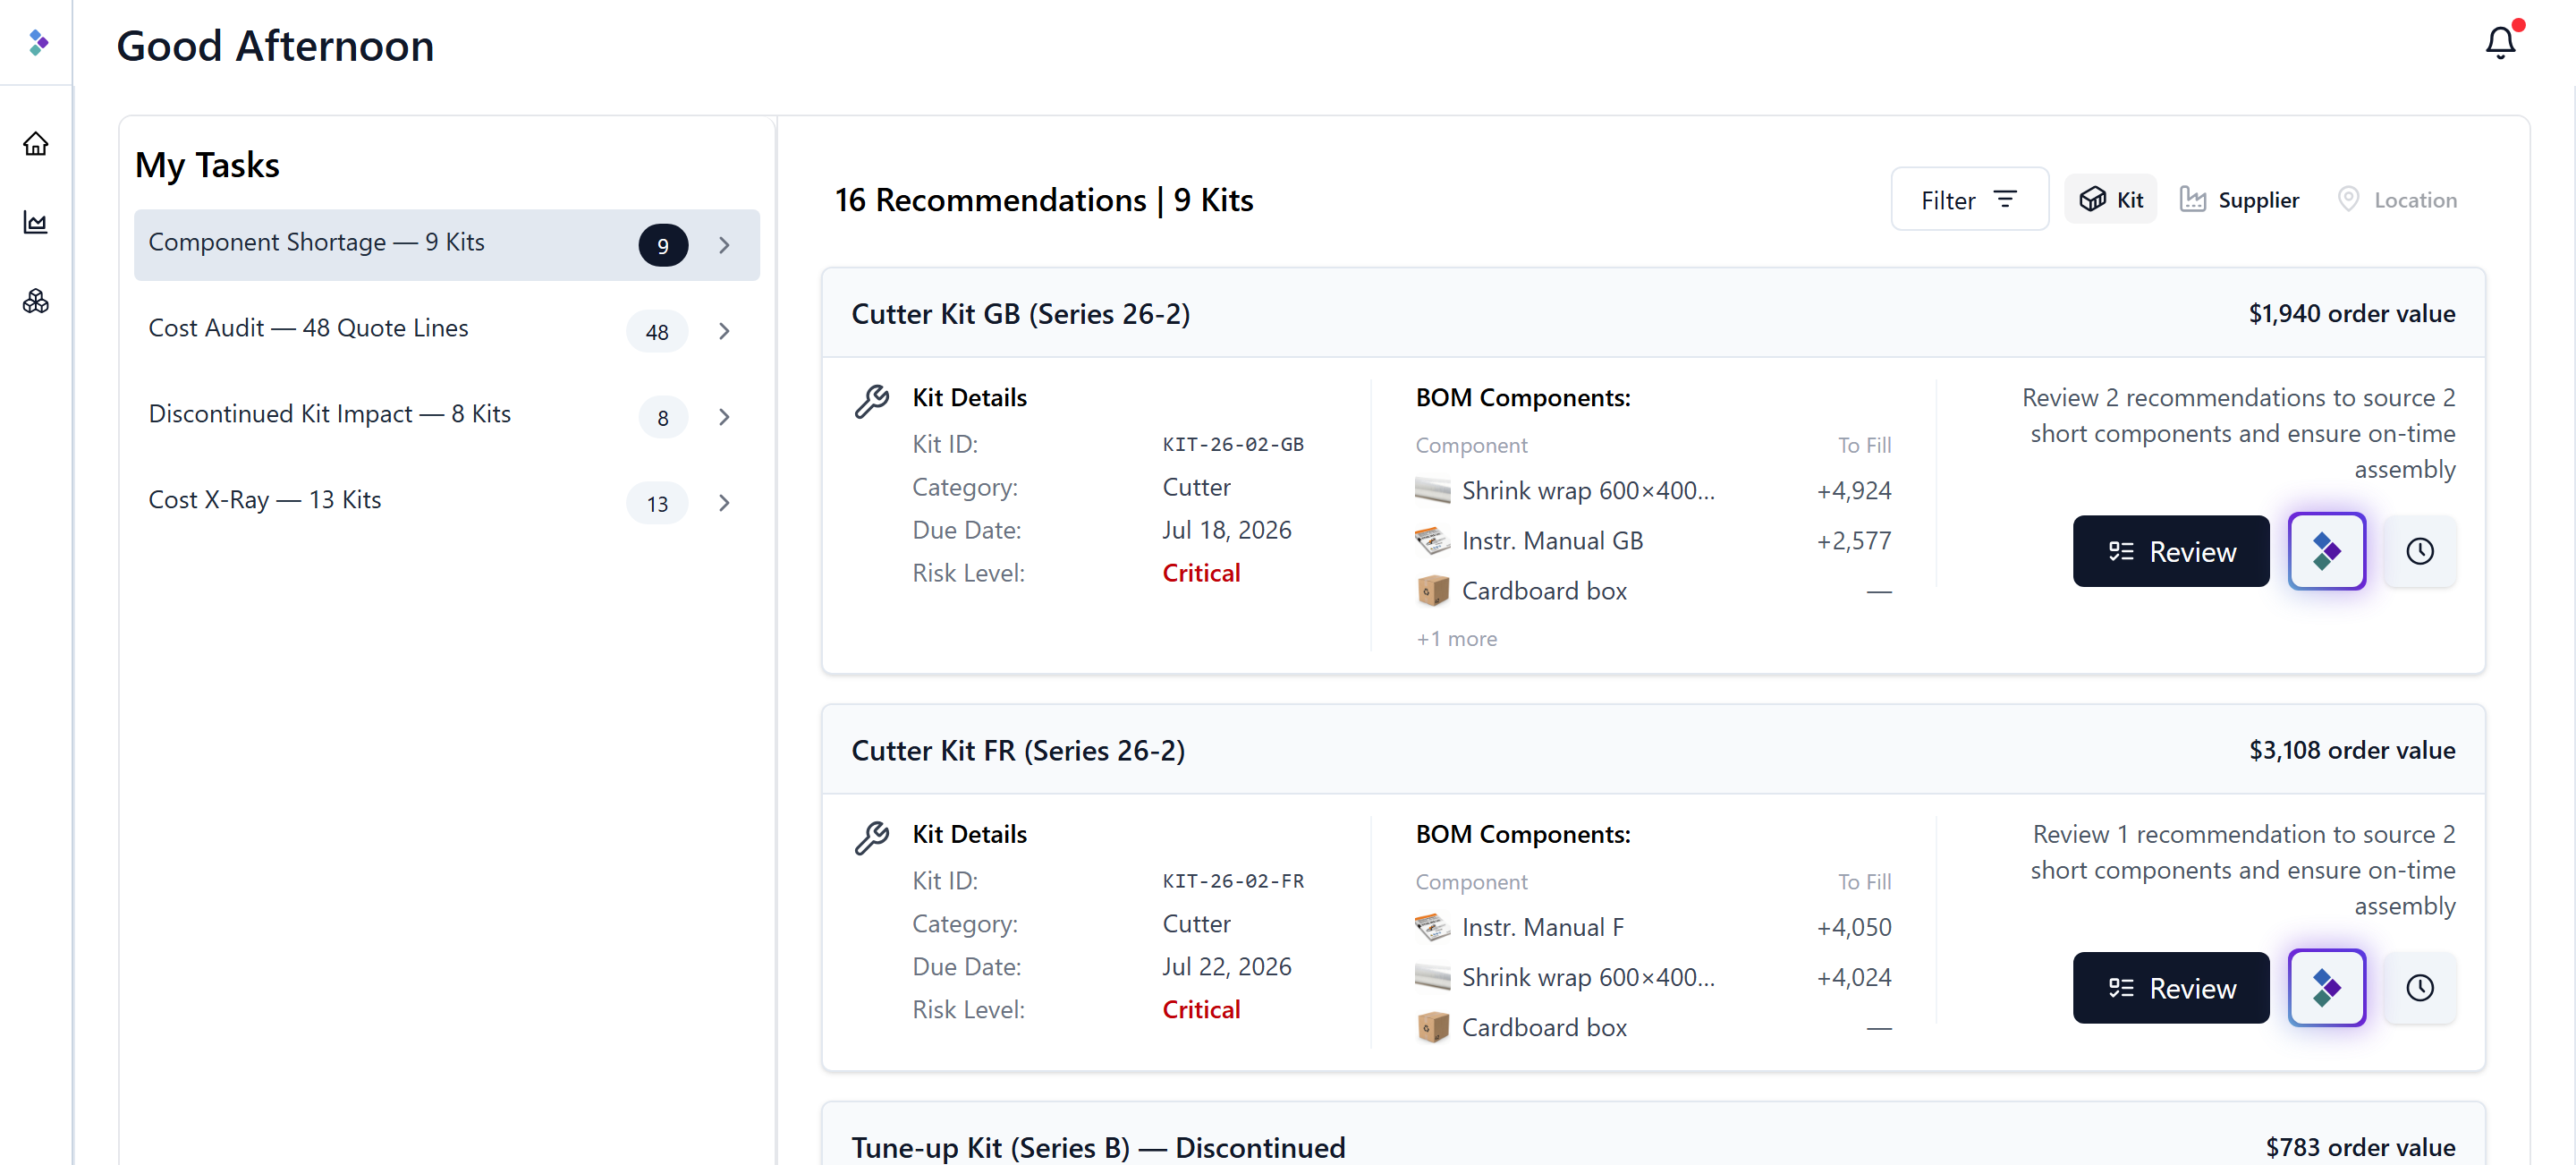 Good Afternoon
My Tasks
Component Shortage — 9 Kits
9
Cost Audit — 48 Quote Lines
48
Discontinued Kit Impact — 8 Kits
8
Cost X-Ray — 13 Kits
13
16 Recommendations | 9 Kits
Filter
Kit
Supplier
Location
Cutter Kit GB (Series 26-2)
$1,940 order value
Kit Details
Kit ID: KIT-26-02-GB
Category: Cutter
Due Date: Jul 18, 2026
Risk Level: Critical
BOM Components:
Component To Fill
Shrink wrap 600×400... +4,924
Instr. Manual GB +2,577
Cardboard box —
+1 more
Review 2 recommendations to source 2
short components and ensure on-time
assembly
Review
Cutter Kit FR (Series 26-2)
$3,108 order value
Kit Details
Kit ID: KIT-26-02-FR
Category: Cutter
Due Date: Jul 22, 2026
Risk Level: Critical
BOM Components:
Component To Fill
Instr. Manual F +4,050
Shrink wrap 600×400... +4,024
Cardboard box —
Review 1 recommendation to source 2
short components and ensure on-time
assembly
Review
Tune-up Kit (Series B) — Discontinued
$783 order value